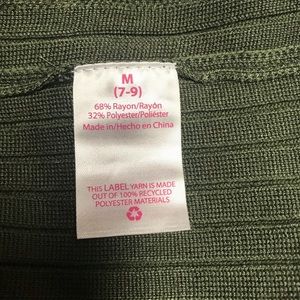 M
(7-9)
68% Rayon/Rayón
32% Polyester/Poliéster
Made in/Hecho en China
THIS LABEL YARN IS MADE
OUT OF 100% RECYCLED
POLYESTER MATERIALS